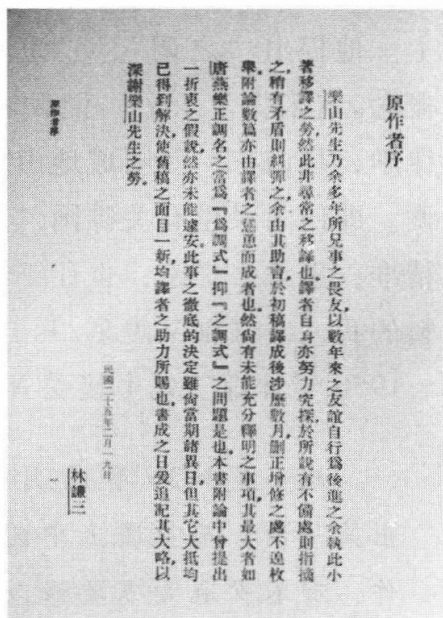 原作者序
樂山先生乃余多年所兄事之畏友，以數年來之友誼自行爲後進之余執此小
著移譯之勞，然此非尋常之移譯也，譯者自身亦努力究探，於所說有不備處則指摘
之，稍有矛盾則糾彈之，余由其助言於初稿譯成後涉歷數月，刪正增修之處不遑枚
舉，附論數篇亦由譯者之慫恿而成者也。然尙有未能充分釋明之事項，其最大者如
唐燕樂正調名之當爲『爲調式』抑『之調式』之問題是也。本書附論中曾提出
一折衷之假說，然亦未能遽安，此事之徹底的決定雖尙當期諸異日，但其它大抵均
已得到解決，使舊稿之面目一新，均譯者之助力所賜也，書成之日爰追記其大略，以
深謝樂山先生之勞。
民國二十五年二月一九日
林謙三
原作者序
一